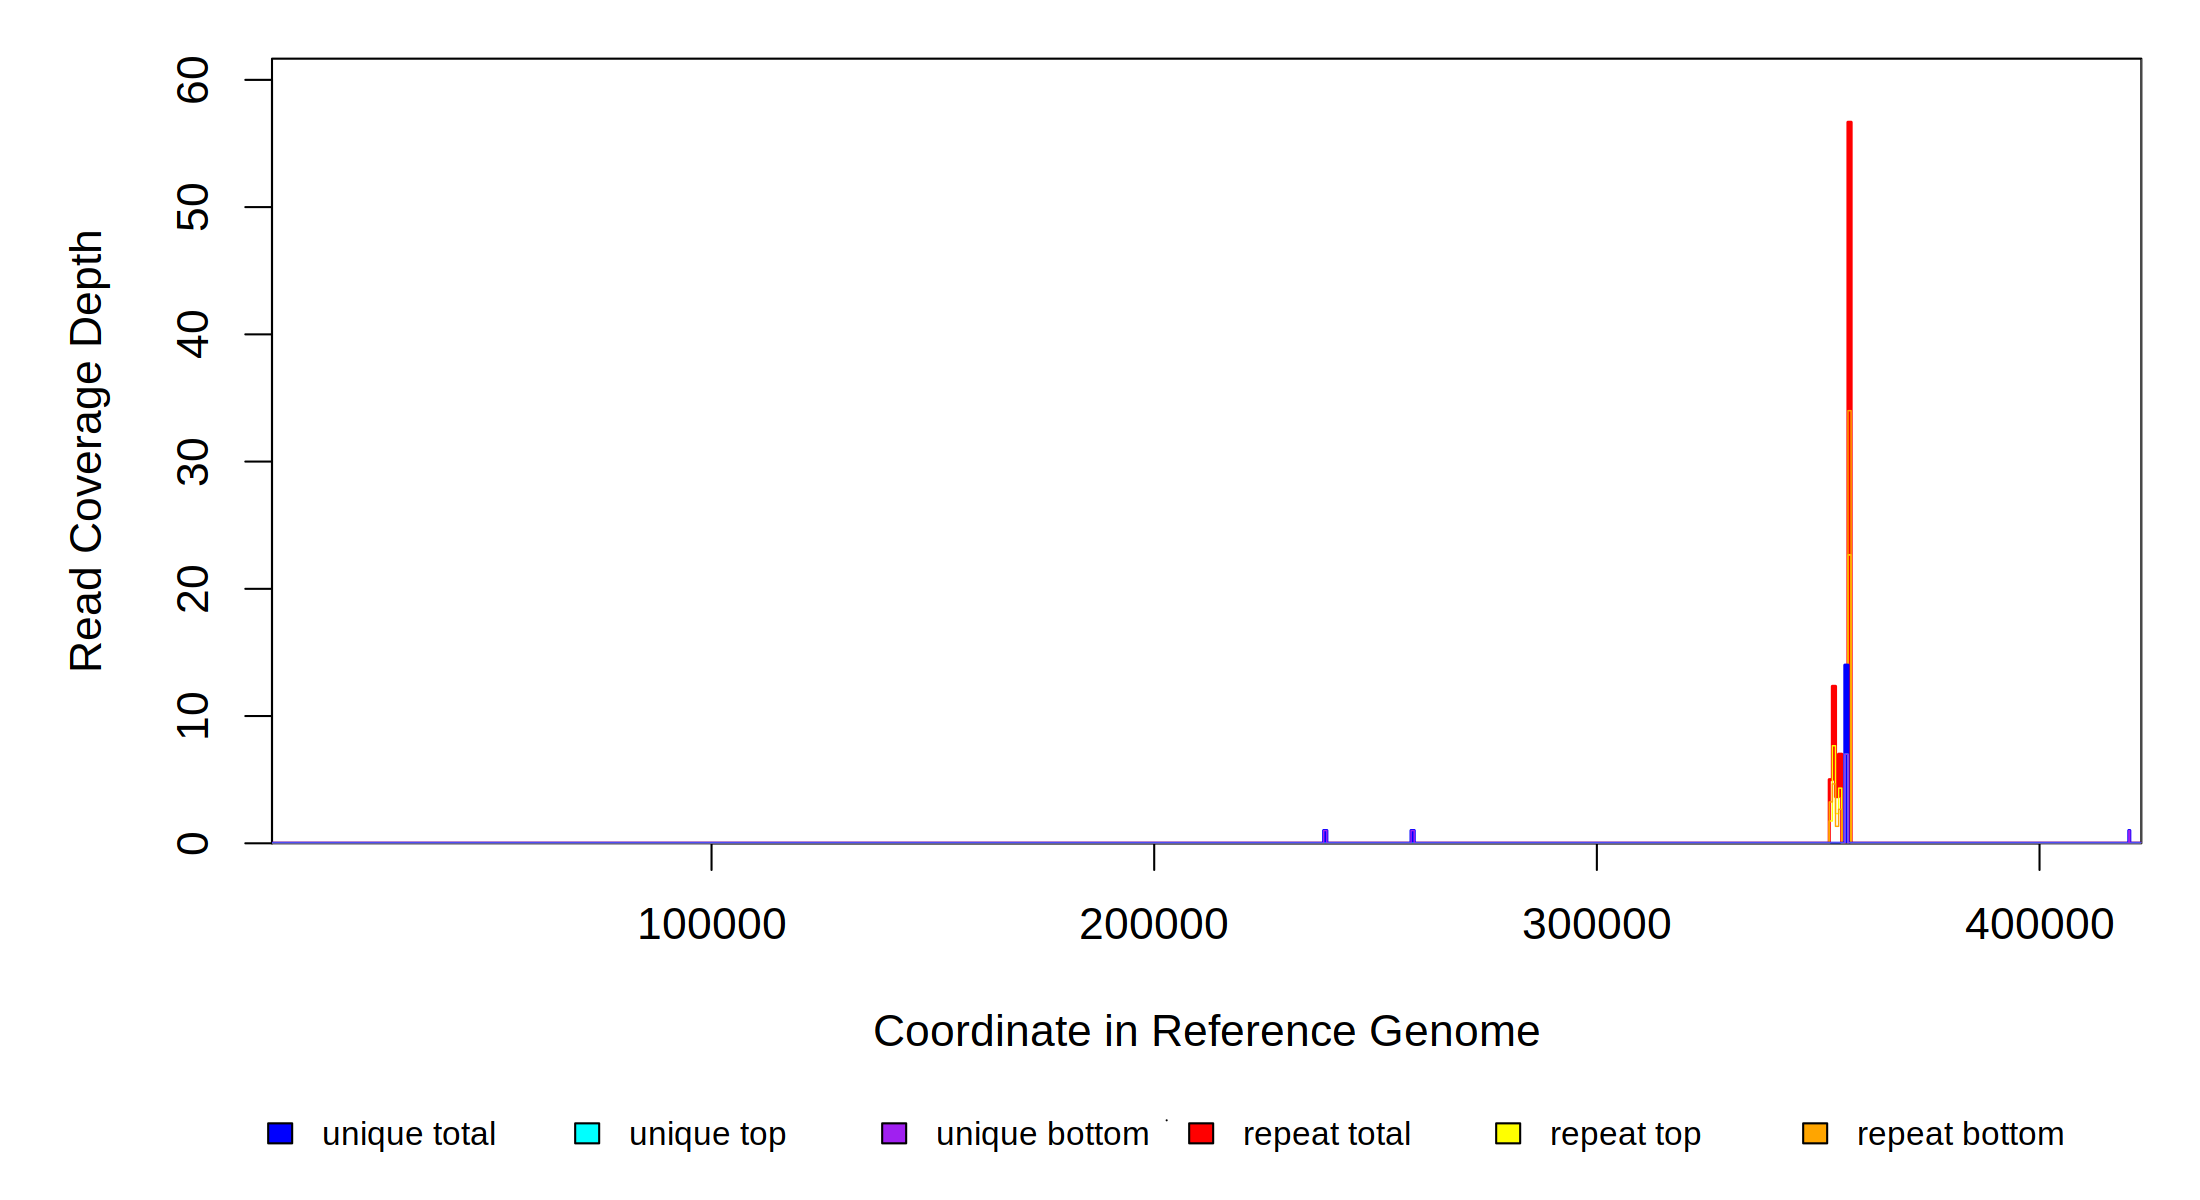 60
50
40
30
20
10
0
Read Coverage Depth
100000 200000 300000 400000
Coordinate in Reference Genome
unique total unique top unique bottom repeat total repeat top repeat bottom